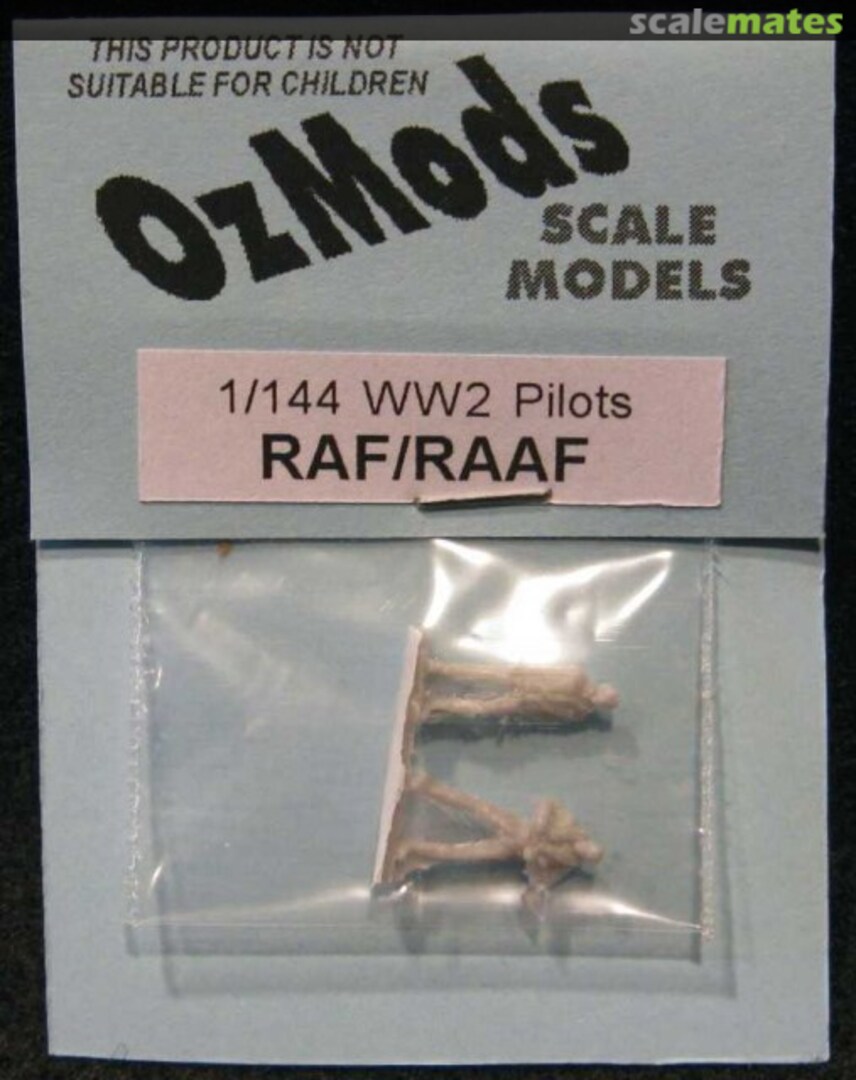 scalemates
THIS PRODUCT IS NOT
SUITABLE FOR CHILDREN
OzMods
SCALE
MODELS
1/144 WW2 Pilots
RAF/RAAF